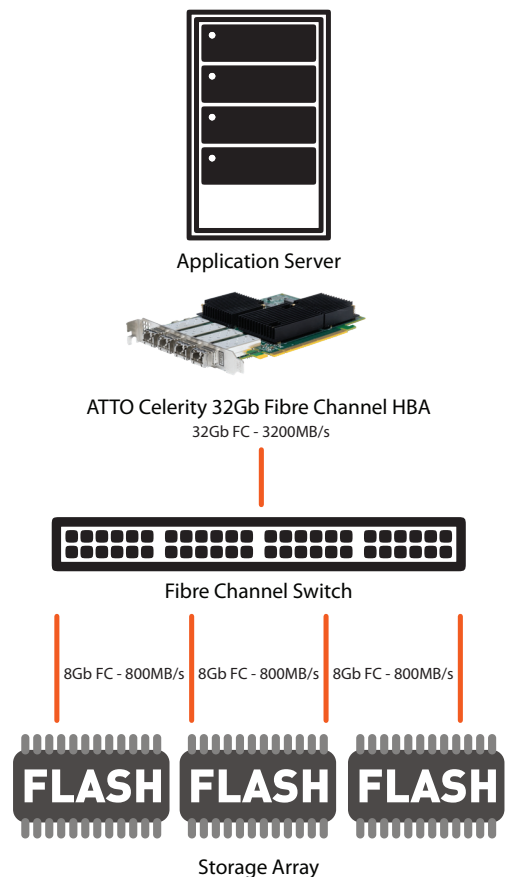 Application Server
ATTO Celerity 32Gb Fibre Channel HBA
32Gb FC - 3200MB/s
Fibre Channel Switch
8Gb FC - 800MB/s 8Gb FC - 800MB/s 8Gb FC - 800MB/s
FLASH FLASH FLASH
Storage Array